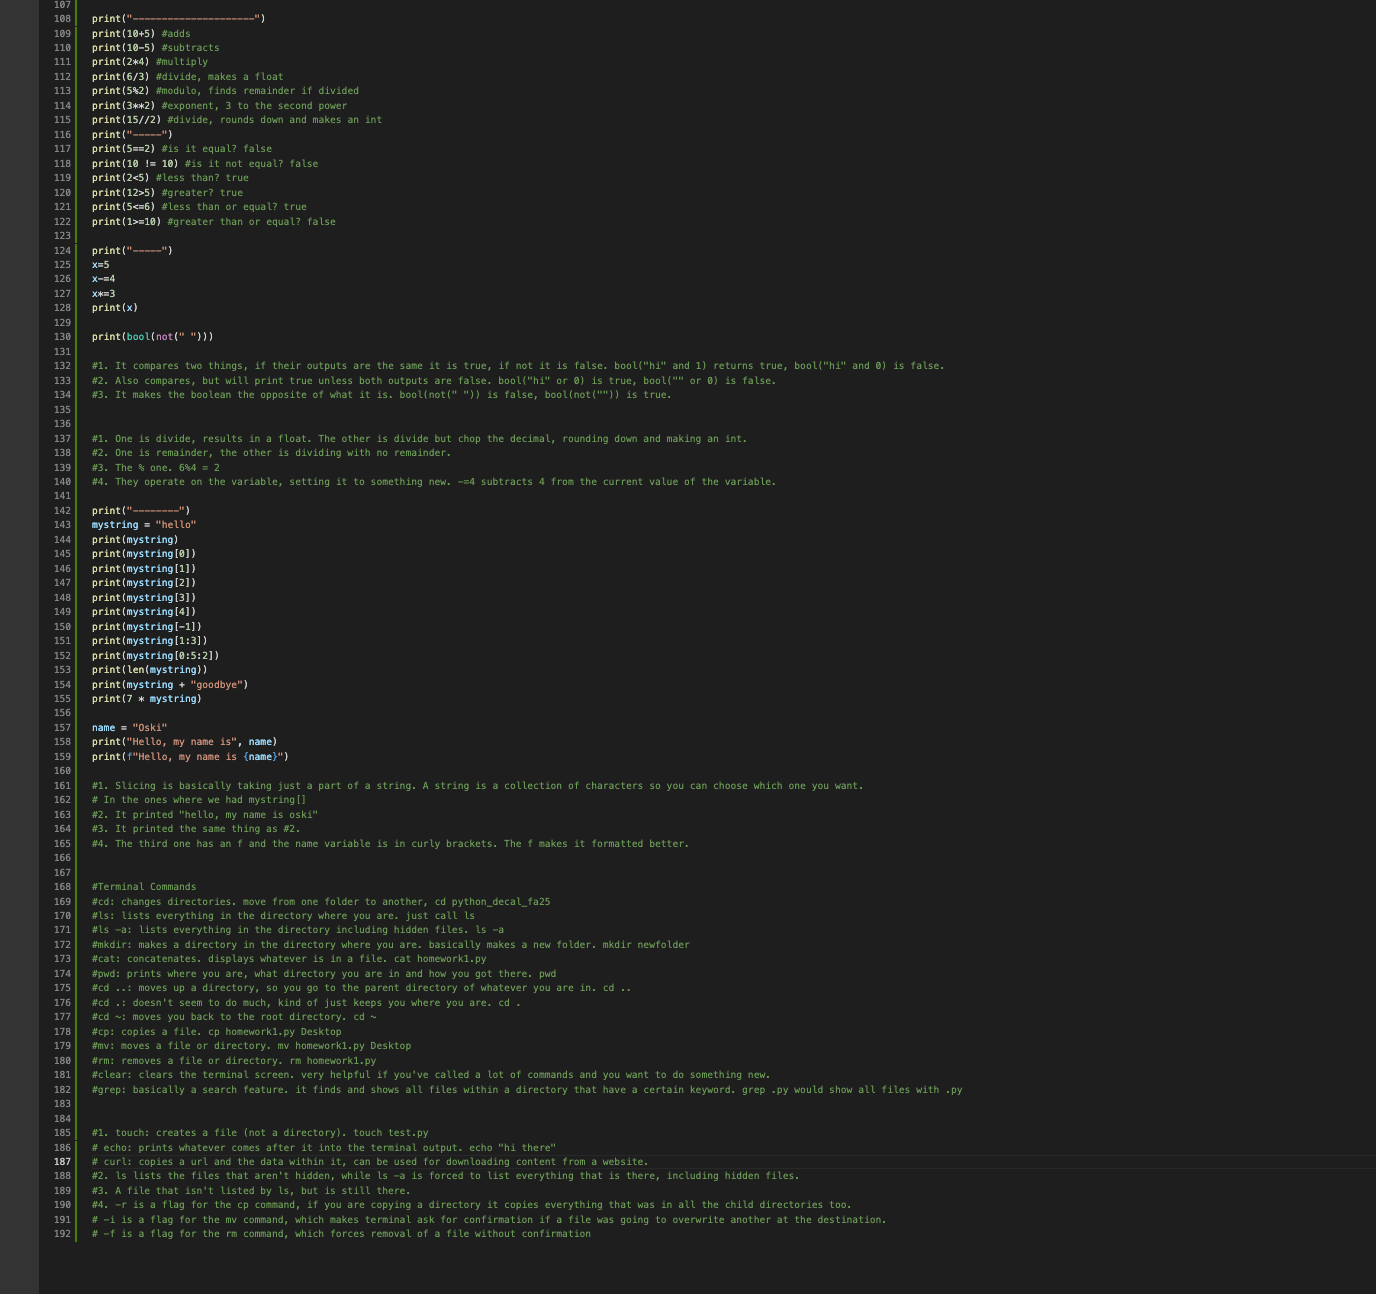 107
108 print("---------------------")
109 print(10+5) #adds
110 print(10-5) #subtracts
111 print(2*4) #multiply
112 print(6/3) #divide, makes a float
113 print(5%2) #modulo, finds remainder if divided
114 print(3**2) #exponent, 3 to the second power
115 print(15//2) #divide, rounds down and makes an int
116 print("-----")
117 print(5==2) #is it equal? false
118 print(10 != 10) #is it not equal? false
119 print(2<5) #less than? true
120 print(12>5) #greater? true
121 print(5<=6) #less than or equal? true
122 print(1>=10) #greater than or equal? false
123
124 print("-----")
125 x=5
126 x-=4
127 x*=3
128 print(x)
129
130 print(bool(not(" ")))
131
132 #1. It compares two things, if their outputs are the same it is true, if not it is false. bool("hi" and 1) returns true, bool("hi" and 0) is false.
133 #2. Also compares, but will print true unless both outputs are false. bool("hi" or 0) is true, bool("" or 0) is false.
134 #3. It makes the boolean the opposite of what it is. bool(not(" ")) is false, bool(not("")) is true.
135
136
137 #1. One is divide, results in a float. The other is divide but chop the decimal, rounding down and making an int.
138 #2. One is remainder, the other is dividing with no remainder.
139 #3. The % one. 6%4 = 2
140 #4. They operate on the variable, setting it to something new. -=4 subtracts 4 from the current value of the variable.
141
142 print("--------")
143 mystring = "hello"
144 print(mystring)
145 print(mystring[0])
146 print(mystring[1])
147 print(mystring[2])
148 print(mystring[3])
149 print(mystring[4])
150 print(mystring[-1])
151 print(mystring[1:3])
152 print(mystring[0:5:2])
153 print(len(mystring))
154 print(mystring + "goodbye")
155 print(7 * mystring)
156
157 name = "Oski"
158 print("Hello, my name is", name)
159 print(f"Hello, my name is {name}")
160
161 #1. Slicing is basically taking just a part of a string. A string is a collection of characters so you can choose which one you want.
162 # In the ones where we had mystring[]
163 #2. It printed "hello, my name is oski"
164 #3. It printed the same thing as #2.
165 #4. The third one has an f and the name variable is in curly brackets. The f makes it formatted better.
166
167
168 #Terminal Commands
169 #cd: changes directories. move from one folder to another, cd python_decal_fa25
170 #ls: lists everything in the directory where you are. just call ls
171 #ls -a: lists everything in the directory including hidden files. ls -a
172 #mkdir: makes a directory in the directory where you are. basically makes a new folder. mkdir newfolder
173 #cat: concatenates. displays whatever is in a file. cat homework1.py
174 #pwd: prints where you are, what directory you are in and how you got there. pwd
175 #cd ..: moves up a directory, so you go to the parent directory of whatever you are in. cd ..
176 #cd .: doesn't seem to do much, kind of just keeps you where you are. cd .
177 #cd ~: moves you back to the root directory. cd ~
178 #cp: copies a file. cp homework1.py Desktop
179 #mv: moves a file or directory. mv homework1.py Desktop
180 #rm: removes a file or directory. rm homework1.py
181 #clear: clears the terminal screen. very helpful if you've called a lot of commands and you want to do something new.
182 #grep: basically a search feature. it finds and shows all files within a directory that have a certain keyword. grep .py would show all files with .py
183
184
185 #1. touch: creates a file (not a directory). touch test.py
186 # echo: prints whatever comes after it into the terminal output. echo "hi there"
187 # curl: copies a url and the data within it, can be used for downloading content from a website.
188 #2. ls lists the files that aren't hidden, while ls -a is forced to list everything that is there, including hidden files.
189 #3. A file that isn't listed by ls, but is still there.
190 #4. -r is a flag for the cp command, if you are copying a directory it copies everything that was in all the child directories too.
191 # -i is a flag for the mv command, which makes terminal ask for confirmation if a file was going to overwrite another at the destination.
192 # -f is a flag for the rm command, which forces removal of a file without confirmation